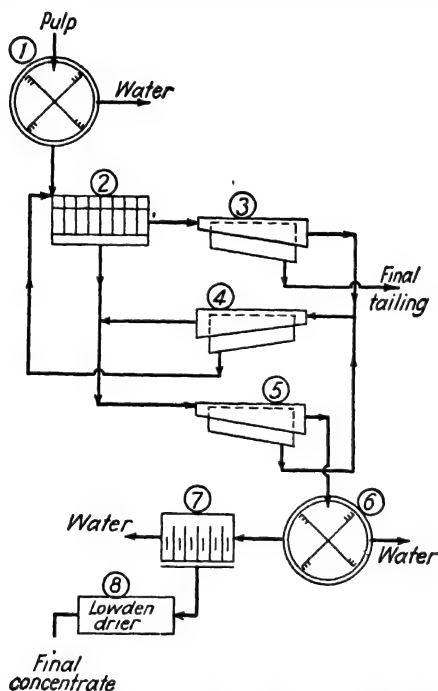 Pulp
1
Water
2
3
Final
tailing
4
5
6
7
Water
Water
8
Lowden
drier
Final
concentrate